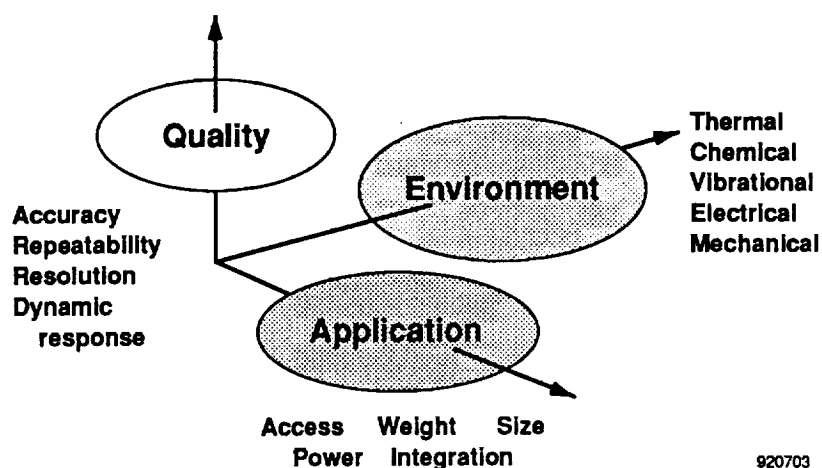 Quality
Environment
Thermal
Chemical
Vibrational
Electrical
Mechanical
Accuracy
Repeatability
Resolution
Dynamic
response
Application
Access Weight Size
Power Integration
920703